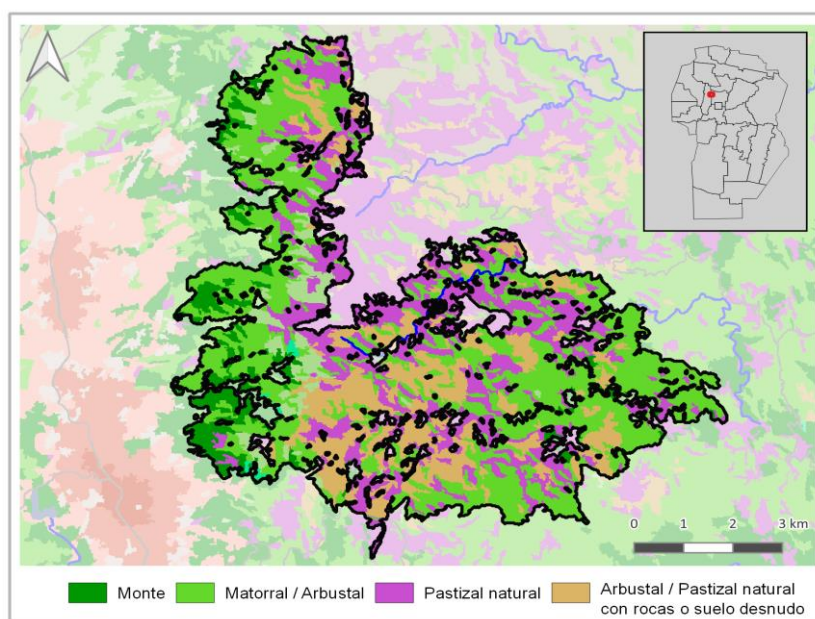 0 1 2 3 km
Monte
Matorral / Arbustal
Pastizal natural
Arbustal / Pastizal natural
con rocas o suelo desnudo